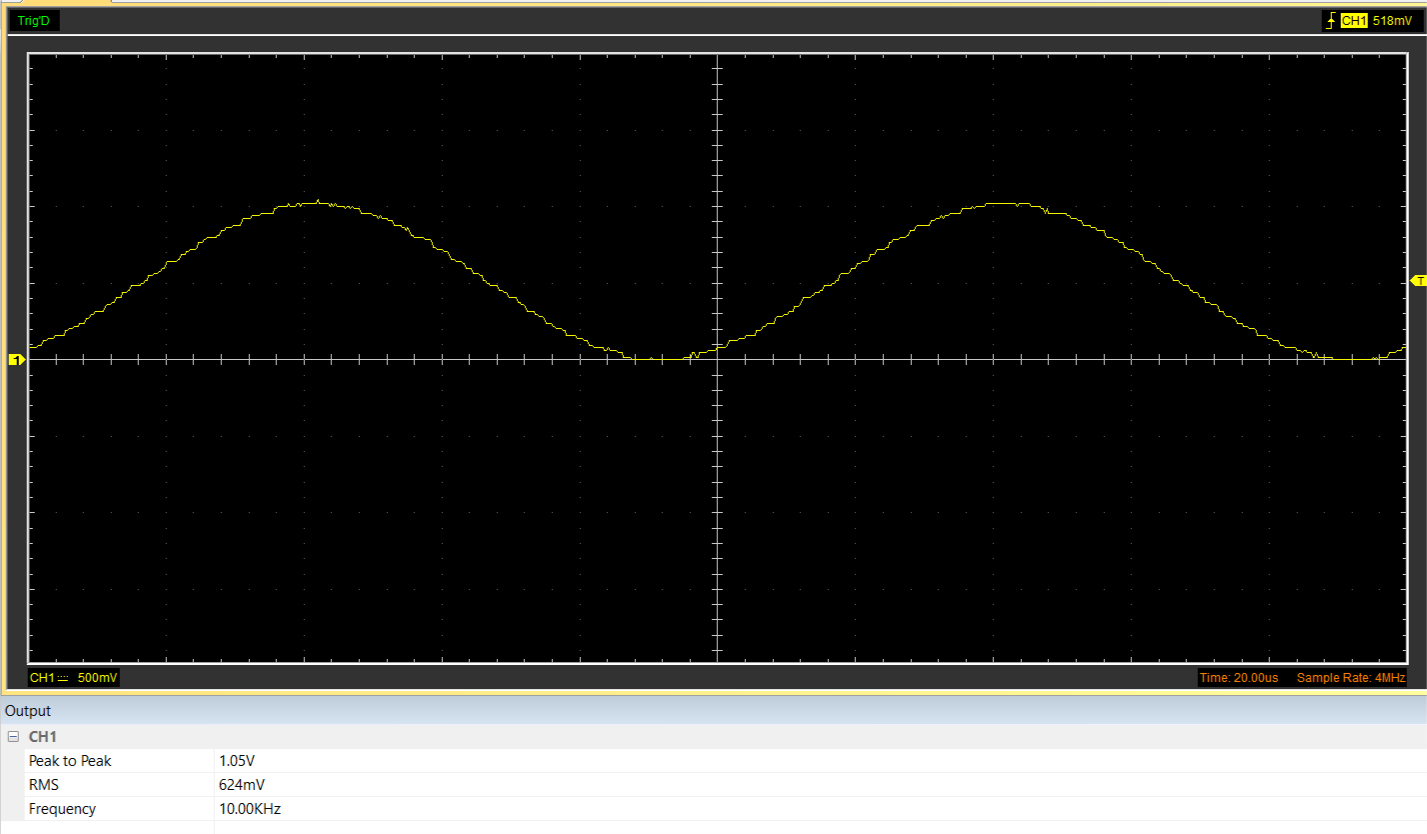 Trig'D
CH1 518mV
T
1
CH1 500mV
Time: 20.00us Sample Rate: 4MHz
Output
CH1
Peak to Peak 1.05V
RMS 624mV
Frequency 10.00KHz